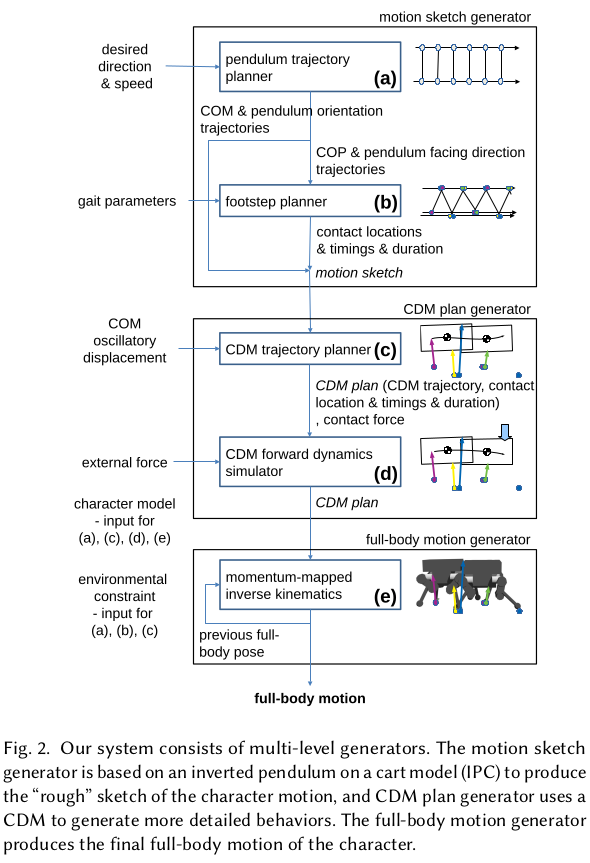 motion sketch generator
desired
direction
& speed
pendulum trajectory
planner
(a)
COM & pendulum orientation
trajectories
COP & pendulum facing direction
trajectories
gait parameters
footstep planner
(b)
contact locations
& timings & duration
motion sketch
CDM plan generator
COM
oscillatory
displacement
CDM trajectory planner
(c)
CDM plan (CDM trajectory, contact
location & timings & duration)
, contact force
external force
CDM forward dynamics
simulator
(d)
CDM plan
character model
- input for
(a), (c), (d), (e)
full-body motion generator
environmental
constraint
- input for
(a), (b), (c)
momentum-mapped
inverse kinematics
(e)
previous full-
body pose
full-body motion
Fig. 2. Our system consists of multi-level generators. The motion sketch
generator is based on an inverted pendulum on a cart model (IPC) to produce
the “rough” sketch of the character motion, and CDM plan generator uses a
CDM to generate more detailed behaviors. The full-body motion generator
produces the final full-body motion of the character.